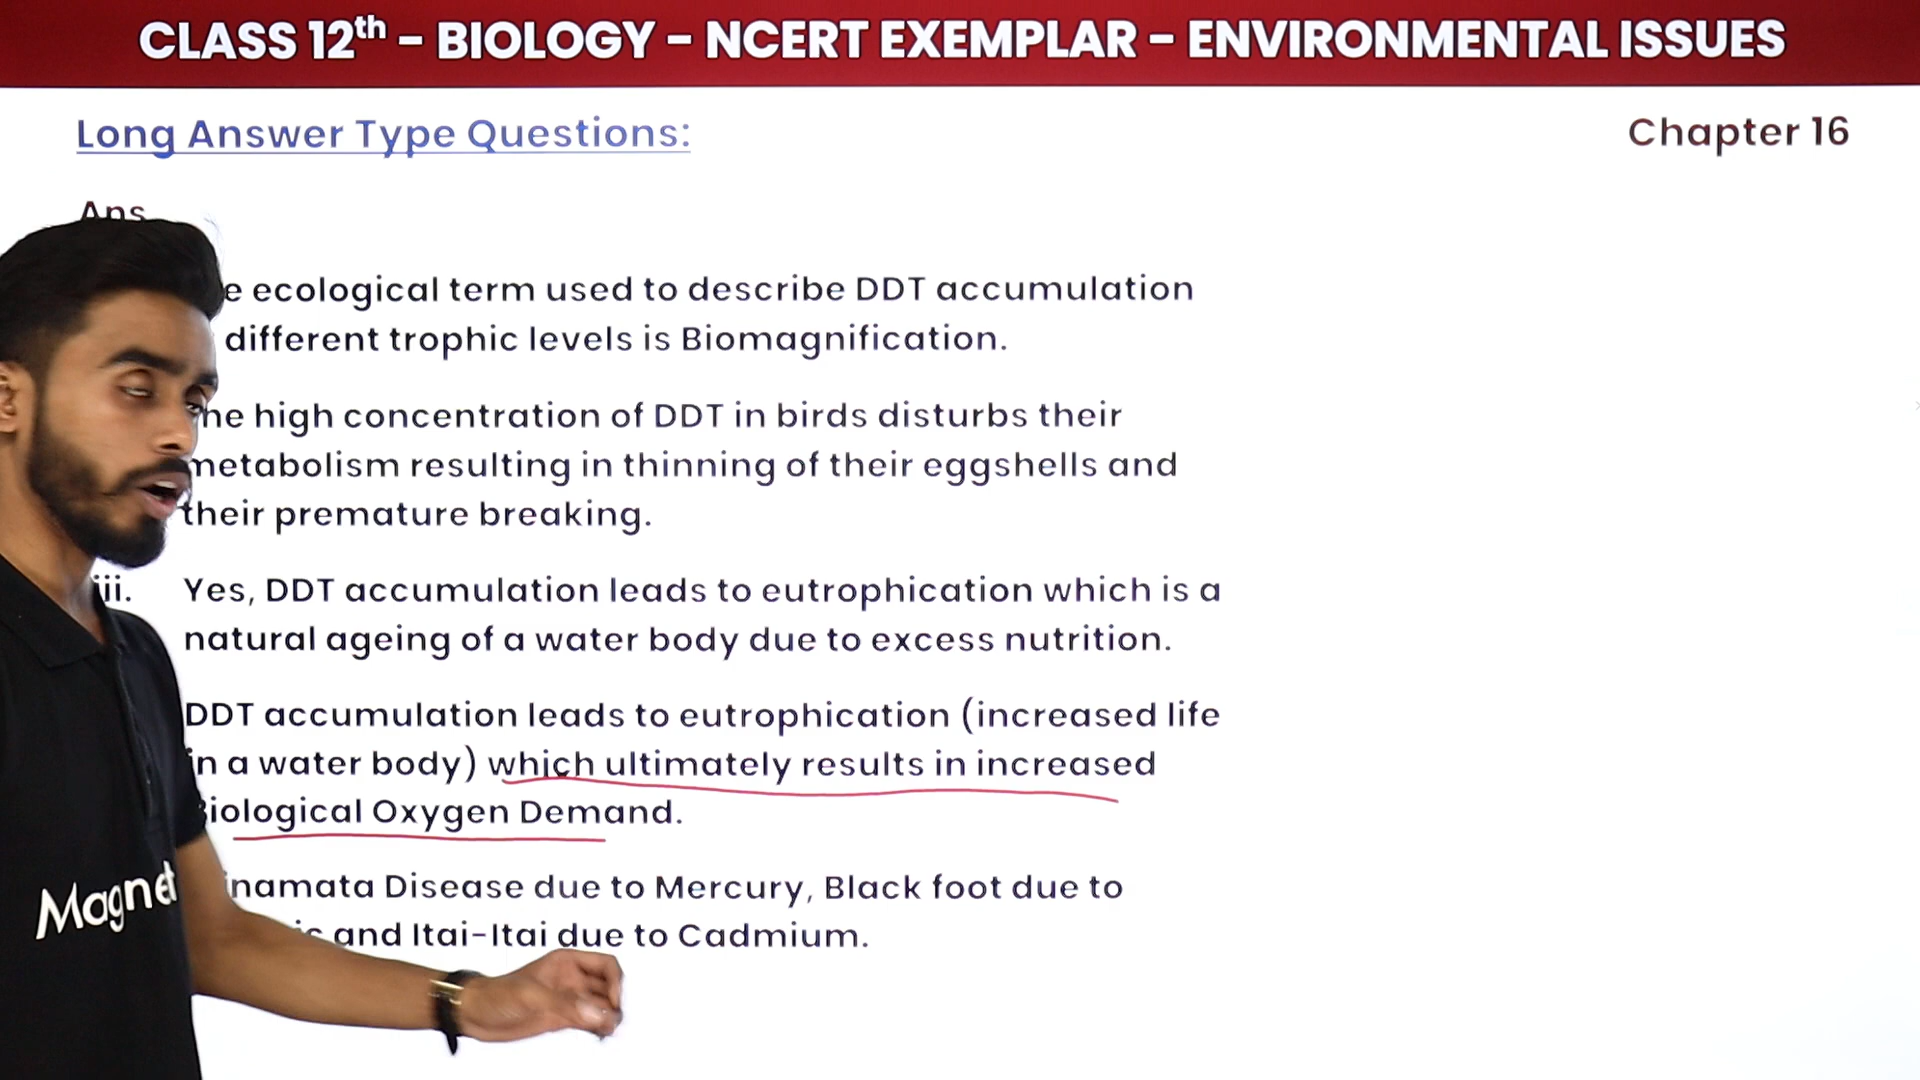 CLASS 12th - BIOLOGY - NCERT EXEMPLAR - ENVIRONMENTAL ISSUES
Long Answer Type Questions:
Chapter 16
Ans
e ecological term used to describe DDT accumulation
different trophic levels is Biomagnification.
he high concentration of DDT in birds disturbs their
metabolism resulting in thinning of their eggshells and
their premature breaking.
iii. Yes, DDT accumulation leads to eutrophication which is a
natural ageing of a water body due to excess nutrition.
DDT accumulation leads to eutrophication (increased life
in a water body) which ultimately results in increased
Biological Oxygen Demand.
inamata Disease due to Mercury, Black foot due to
ic and Itai-Itai due to Cadmium.
Magnet